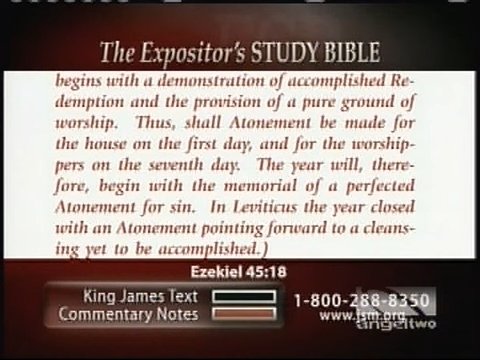 The Expositor's STUDY BIBLE
begins with a demonstration of accomplished Re-
demption and the provision of a pure ground of
worship. Thus, shall Atonement be made for
the house on the first day, and for the worship-
pers on the seventh day. The year will, there-
fore, begin with the memorial of a perfected
Atonement for sin. In Leviticus the year closed
with an Atonement pointing forward to a cleans-
ing yet to be accomplished.)
Ezekiel 45:18
King James Text
Commentary Notes
1-800-288-8350
www.jsm.org
angeltwo